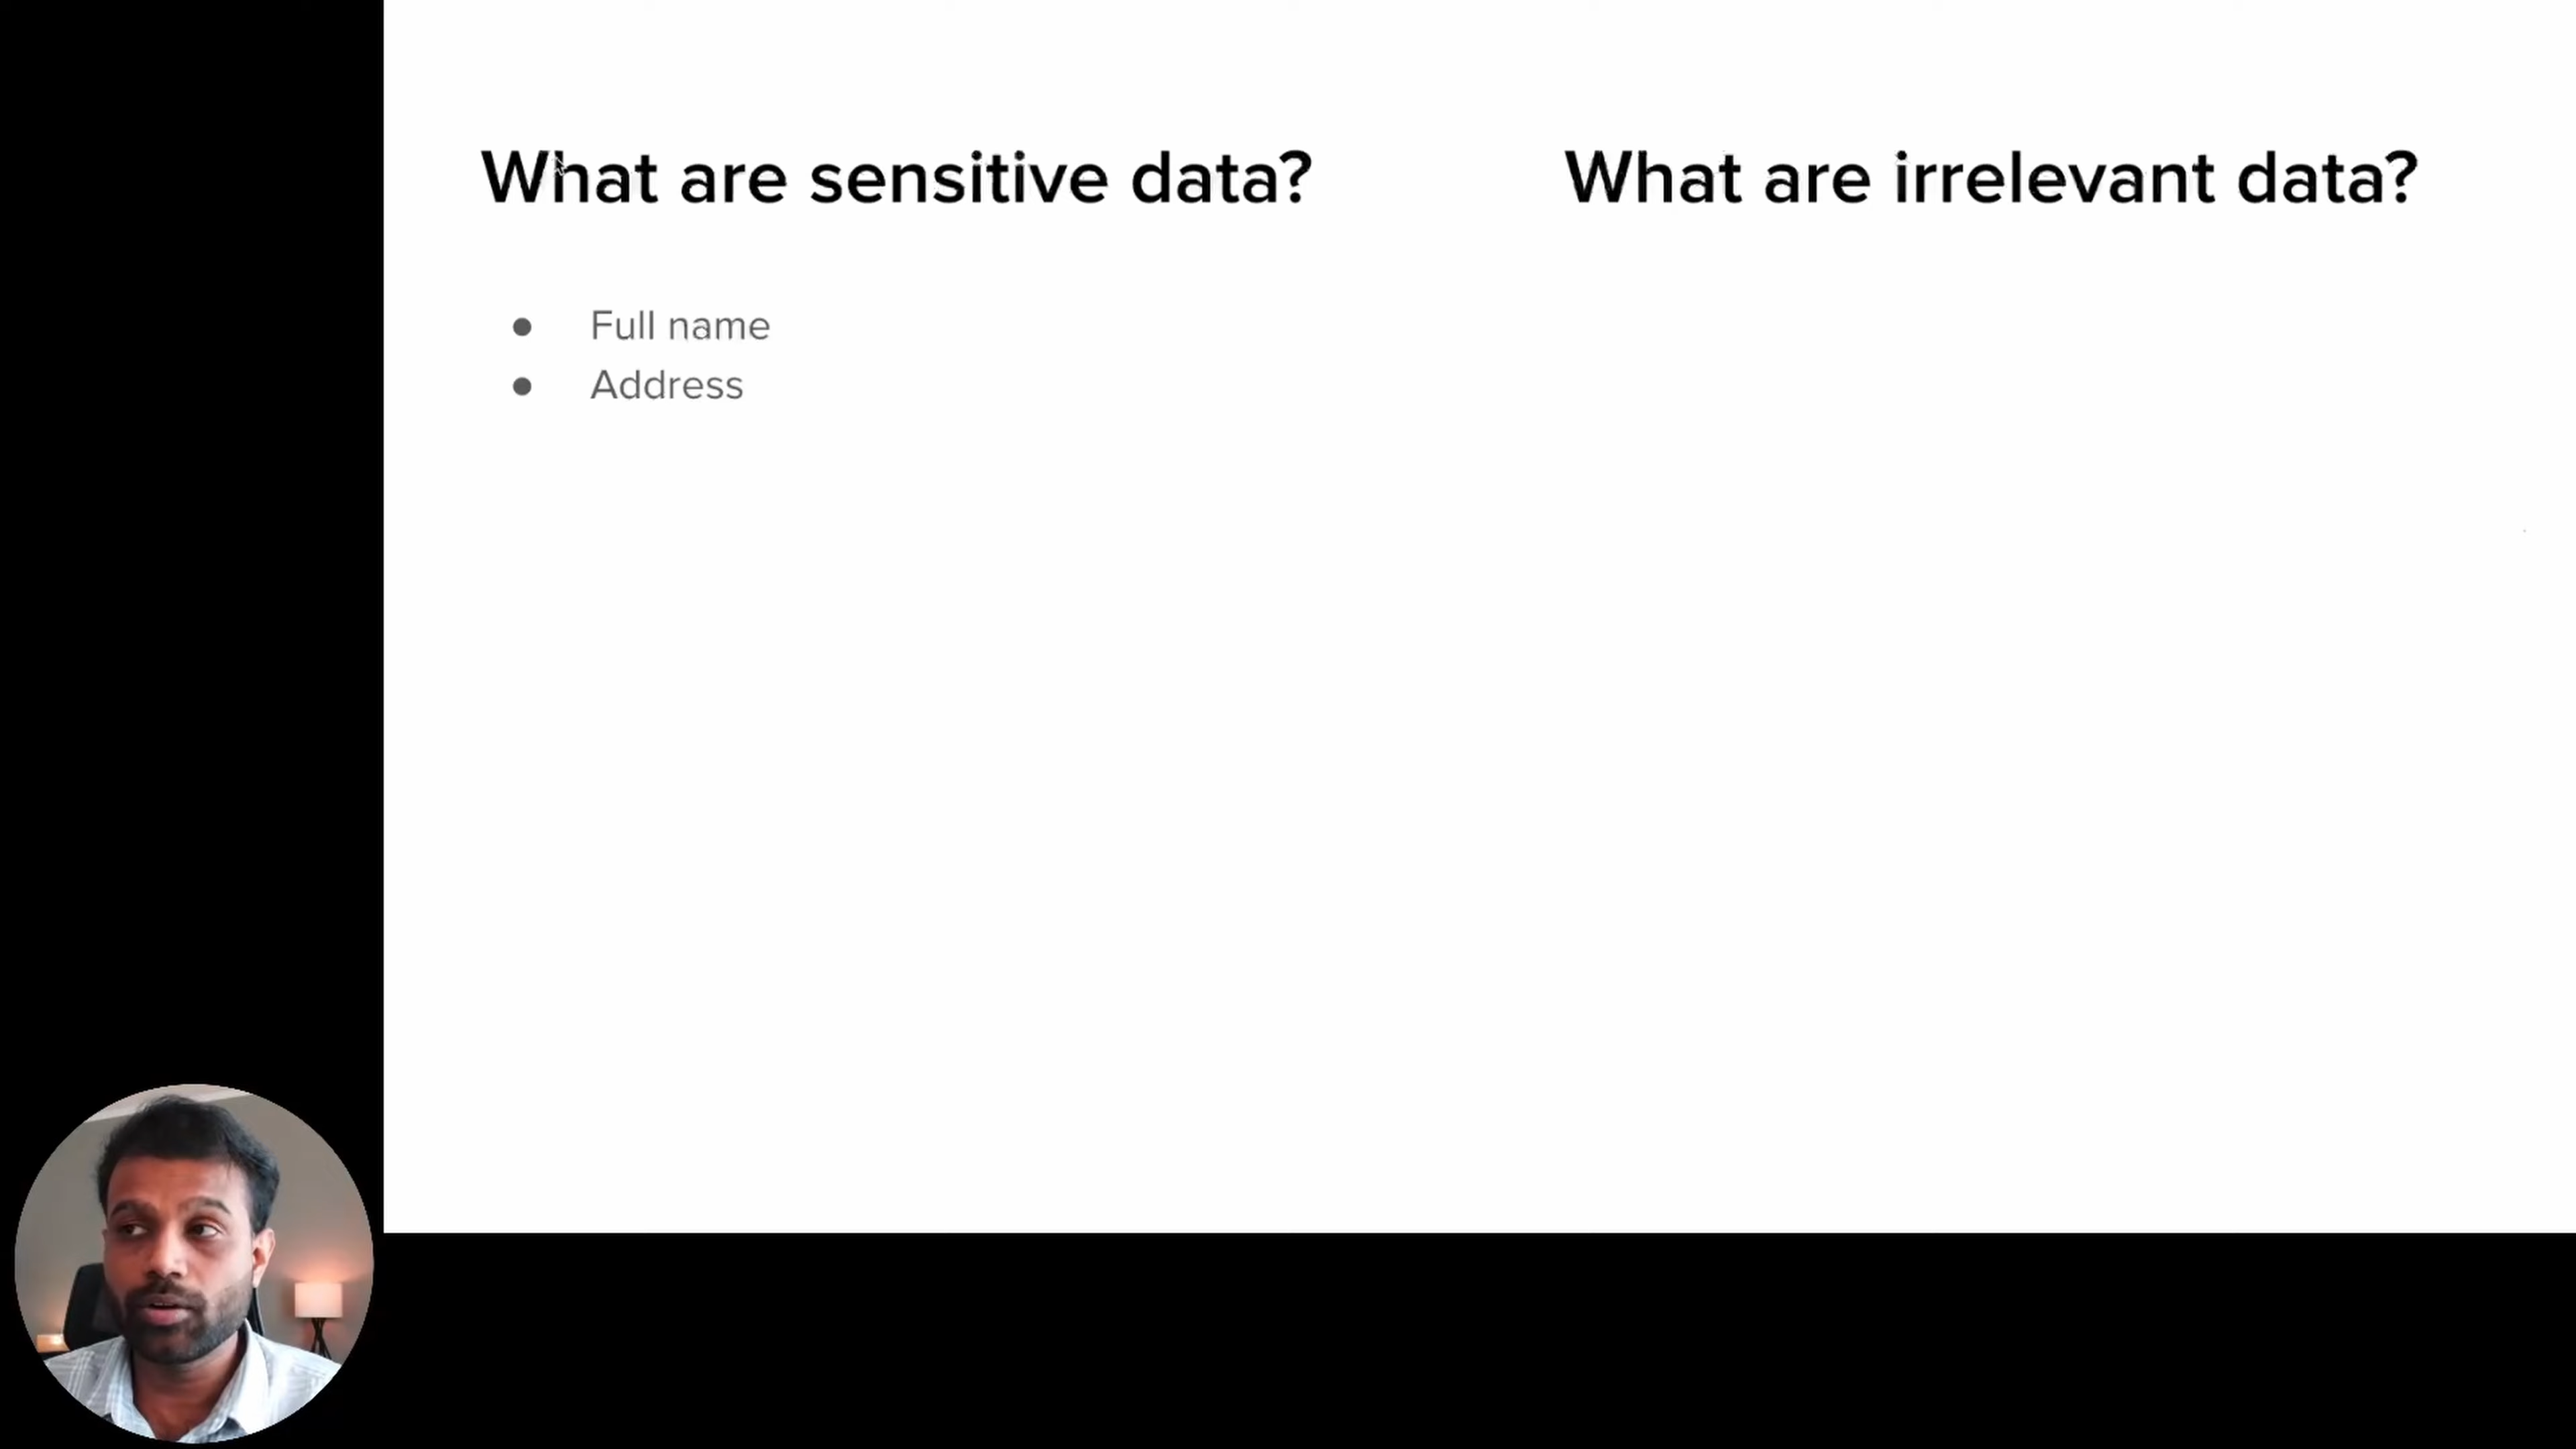 What are sensitive data?
● Full name
● Address
What are irrelevant data?